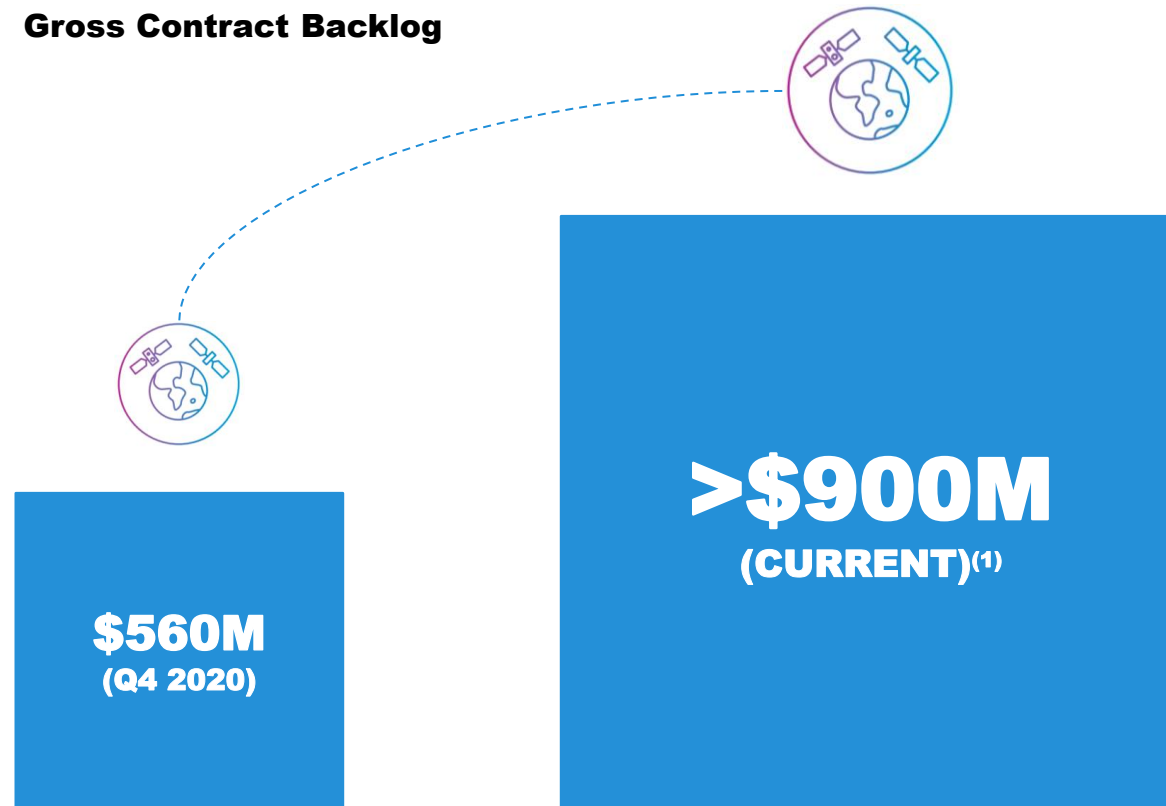 Gross Contract Backlog
$560M
(Q4 2020)
>$900M
(CURRENT)(1)